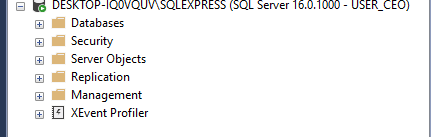 DESKTOP-IQ0VQUV\SQLEXPRESS (SQL Server 16.0.1000 - USER_CEO)
Databases
Security
Server Objects
Replication
Management
XEvent Profiler